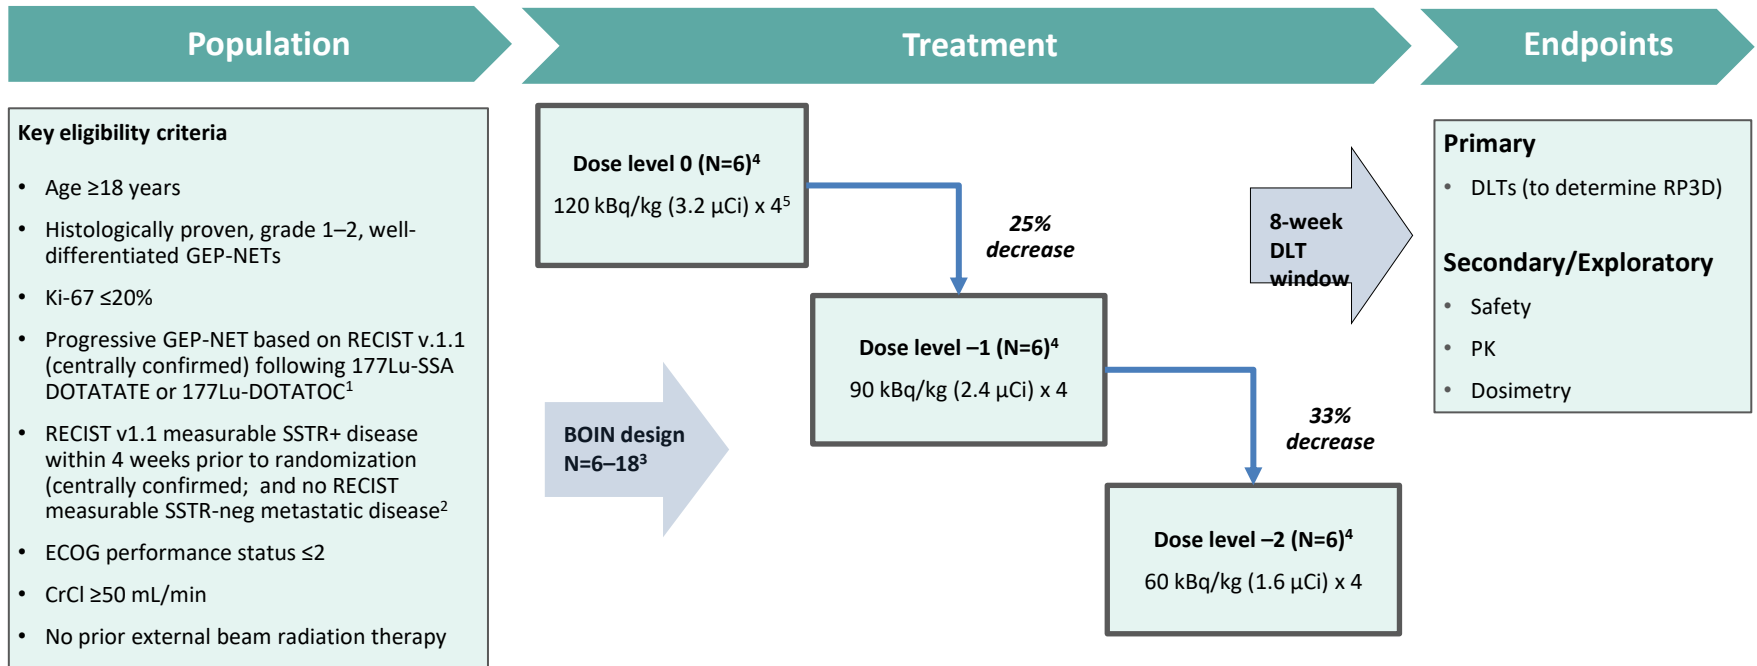 Population
Treatment
Endpoints
Key eligibility criteria
• Age ≥18 years
• Histologically proven, grade 1–2, well-
differentiated GEP-NETs
• Ki-67 ≤20%
• Progressive GEP-NET based on RECIST v.1.1
(centrally confirmed) following 177Lu-SSA
DOTATATE or 177Lu-DOTATOC¹
• RECIST v1.1 measurable SSTR+ disease
within 4 weeks prior to randomization
(centrally confirmed; and no RECIST
measurable SSTR-neg metastatic disease²
• ECOG performance status ≤2
• CrCl ≥50 mL/min
• No prior external beam radiation therapy
Dose level 0 (N=6)⁴
120 kBq/kg (3.2 µCi) x 4⁵
25%
decrease
BOIN design
N=6–18³
Dose level –1 (N=6)⁴
90 kBq/kg (2.4 µCi) x 4
33%
decrease
Dose level –2 (N=6)⁴
60 kBq/kg (1.6 µCi) x 4
8-week
DLT
window
Primary
• DLTs (to determine RP3D)
Secondary/Exploratory
• Safety
• PK
• Dosimetry